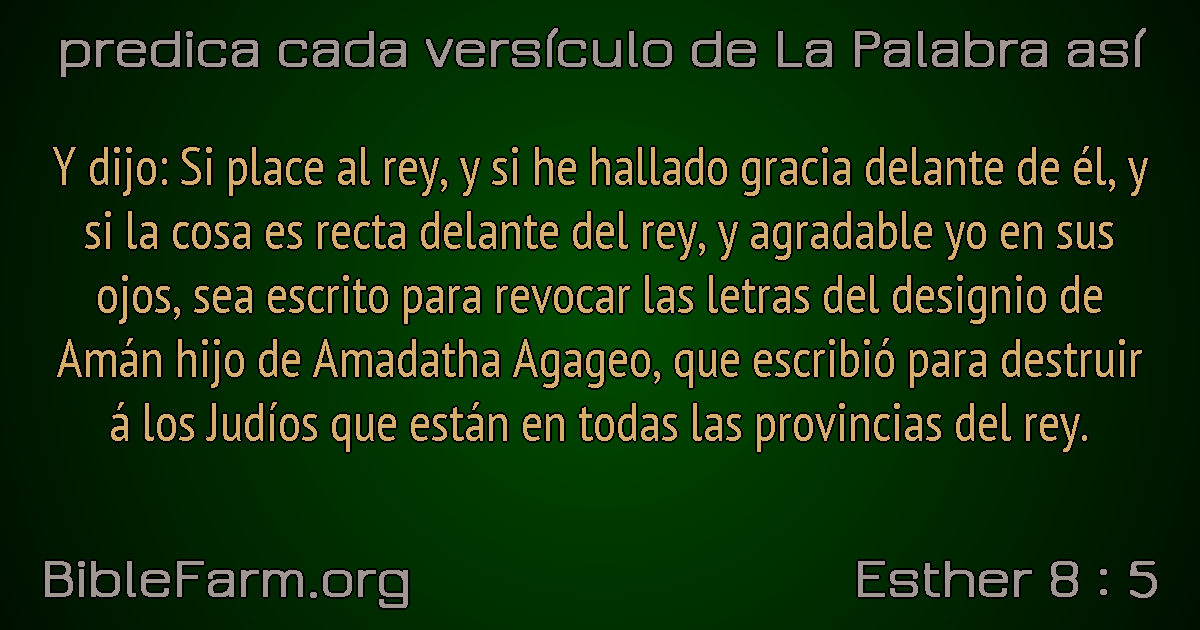 predica cada versículo de La Palabra así
Y dijo: Si place al rey, y si he hallado gracia delante de él, y
si la cosa es recta delante del rey, y agradable yo en sus
ojos, sea escrito para revocar las letras del designio de
Amán hijo de Amadatha Agageo, que escribió para destruir
á los Judíos que están en todas las provincias del rey.
BibleFarm.org
Esther 8 : 5